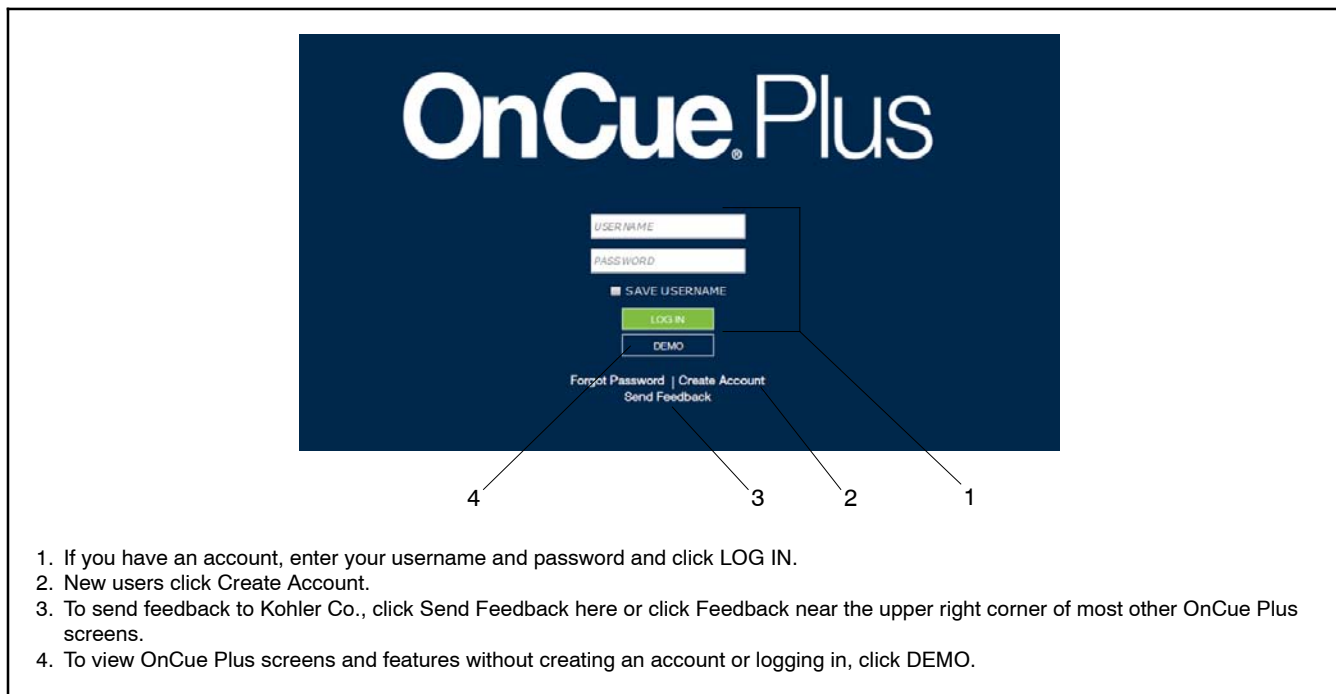 OnCue® Plus
USERNAME
PASSWORD
SAVE USERNAME
LOG IN
DEMO
Forgot Password | Create Account
Send Feedback
4 3 2 1
1. If you have an account, enter your username and password and click LOG IN.
2. New users click Create Account.
3. To send feedback to Kohler Co., click Send Feedback here or click Feedback near the upper right corner of most other OnCue Plus
screens.
4. To view OnCue Plus screens and features without creating an account or logging in, click DEMO.